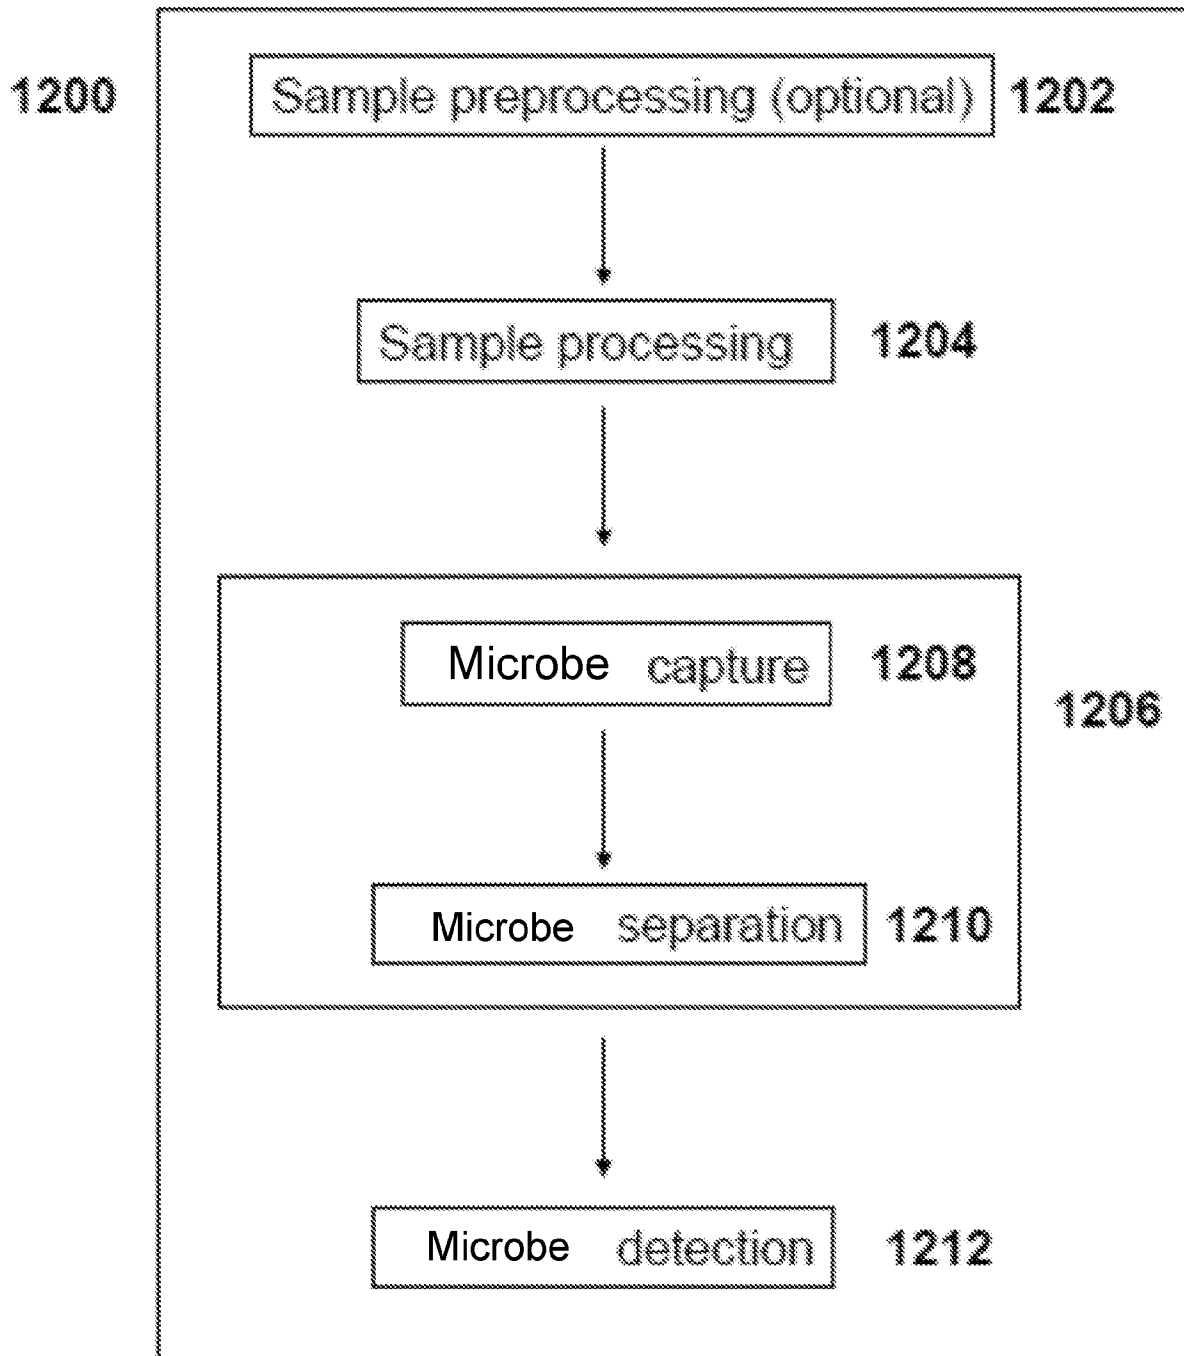 1200
Sample preprocessing (optional) 1202
Sample processing 1204
Microbe capture 1208
1206
Microbe separation 1210
Microbe detection 1212